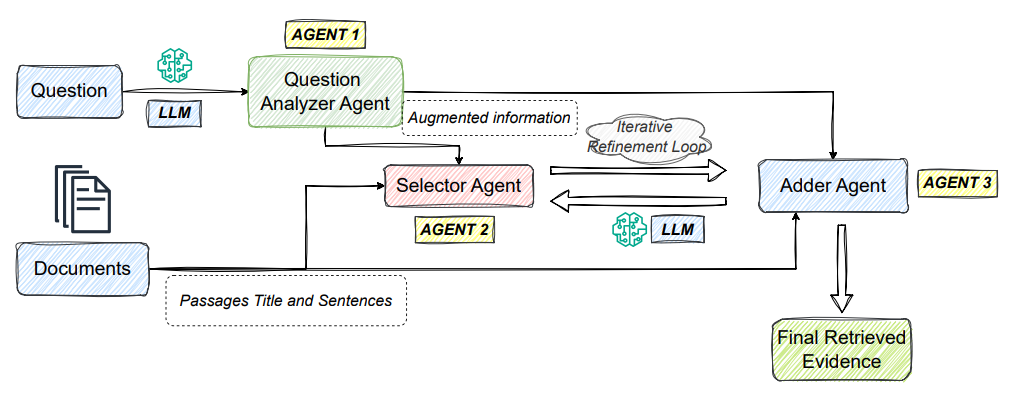 AGENT 1
Question
LLM
Question
Analyzer Agent
Augmented information
Iterative
Refinement Loop
Selector Agent
AGENT 2
LLM
Adder Agent
AGENT 3
Documents
Passages Title and Sentences
Final Retrieved
Evidence